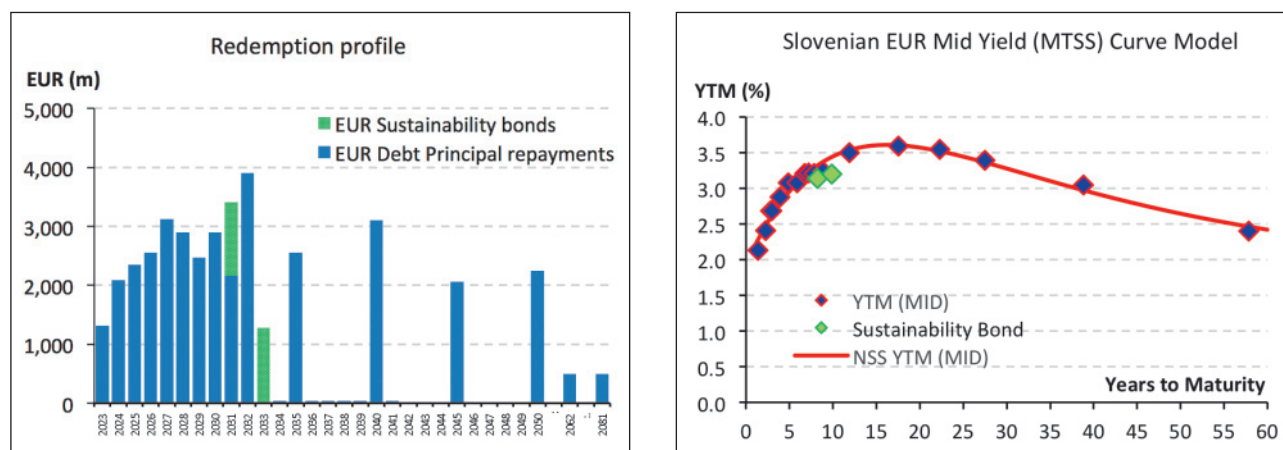 Redemption profile
EUR (m)
5,000
4,000
3,000
2,000
1,000
0
EUR Sustainability bonds
EUR Debt Principal repayments
2023 2024 2025 2026 2027 2028 2029 2030 2031 2032 2033 2034 2035 2036 2037 2038 2039 2040 2041 2042 2043 2044 2045 2046 2047 2048 2049 2050 .. 2062 .. 2081
Slovenian EUR Mid Yield (MTSS) Curve Model
YTM (%)
4.0
3.5
3.0
2.5
2.0
1.5
1.0
0.5
0.0
YTM (MID)
Sustainability Bond
NSS YTM (MID)
Years to Maturity
0 5 10 15 20 25 30 35 40 45 50 55 60